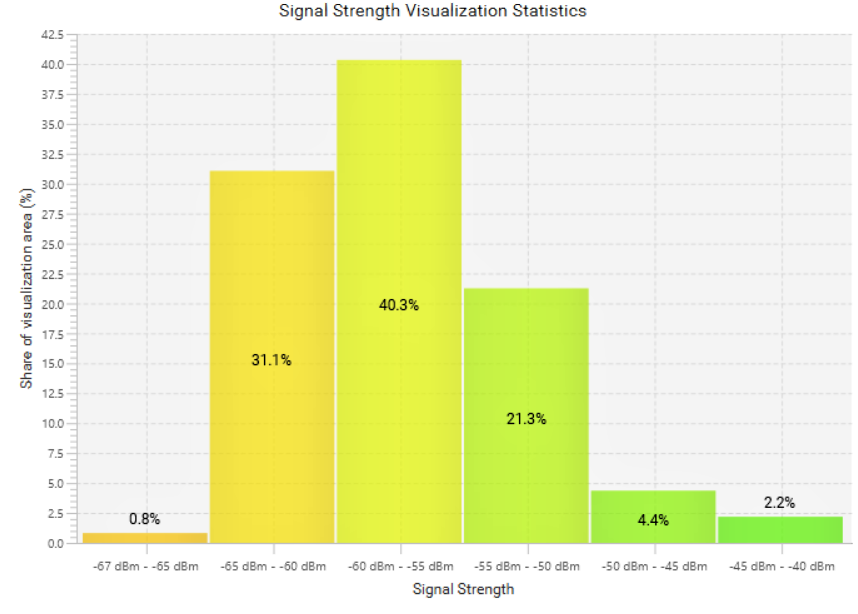 Signal Strength Visualization Statistics
Share of visualization area (%)
42.5
40.0
37.5
35.0
32.5
30.0
27.5
25.0
22.5
20.0
17.5
15.0
12.5
10.0
7.5
5.0
2.5
0.0
0.8%
31.1%
40.3%
21.3%
4.4%
2.2%
-67 dBm - -65 dBm
-65 dBm - -60 dBm
-60 dBm - -55 dBm
-55 dBm - -50 dBm
-50 dBm - -45 dBm
-45 dBm - -40 dBm
Signal Strength